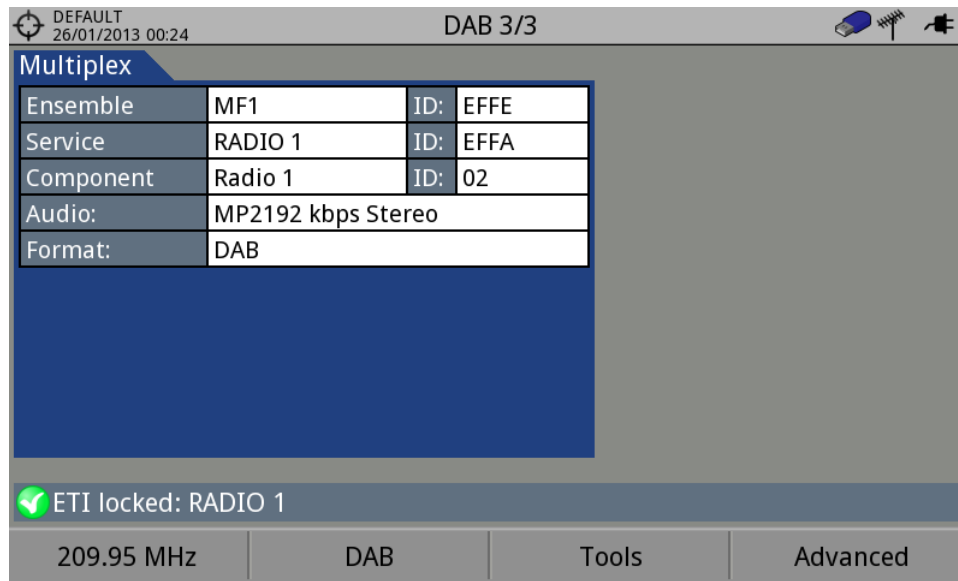 DEFAULT
26/01/2013 00:24
DAB 3/3
Multiplex
Ensemble MF1 ID: EFFE
Service RADIO 1 ID: EFFA
Component Radio 1 ID: 02
Audio: MP2192 kbps Stereo
Format: DAB
ETI locked: RADIO 1
209.95 MHz DAB Tools Advanced